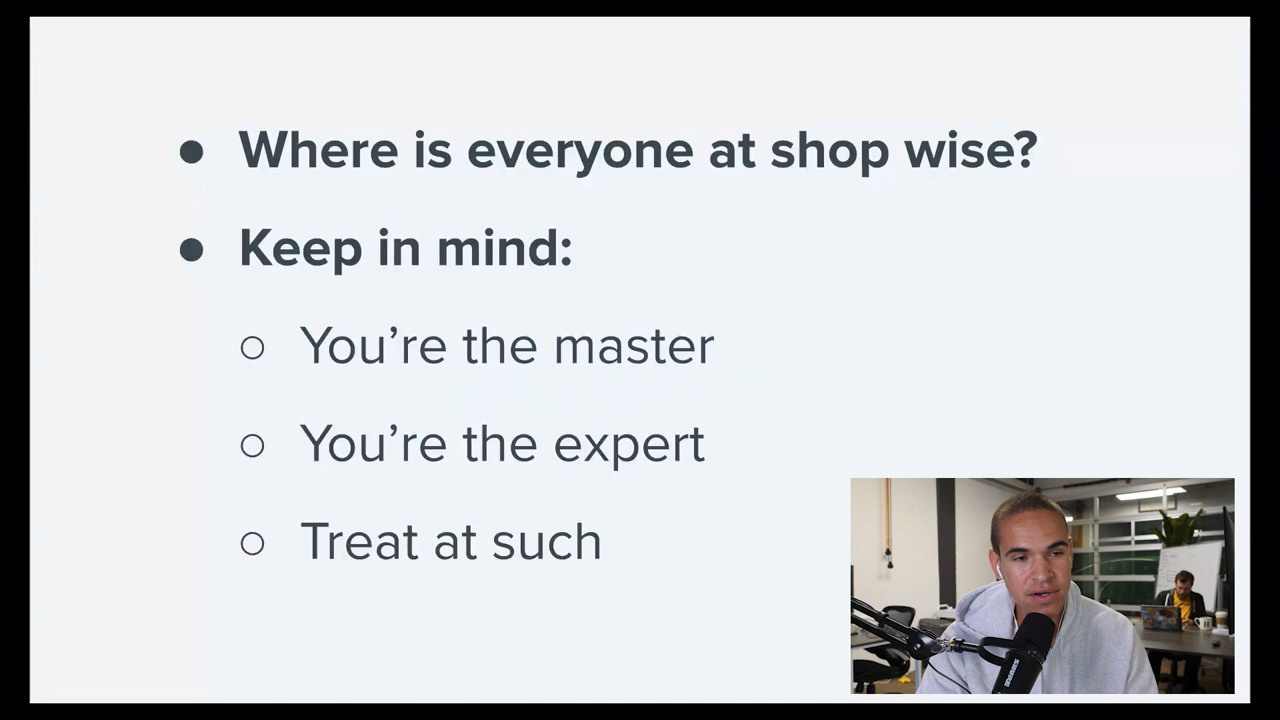 Where is everyone at shop wise?
Keep in mind:
You're the master
You're the expert
Treat at such